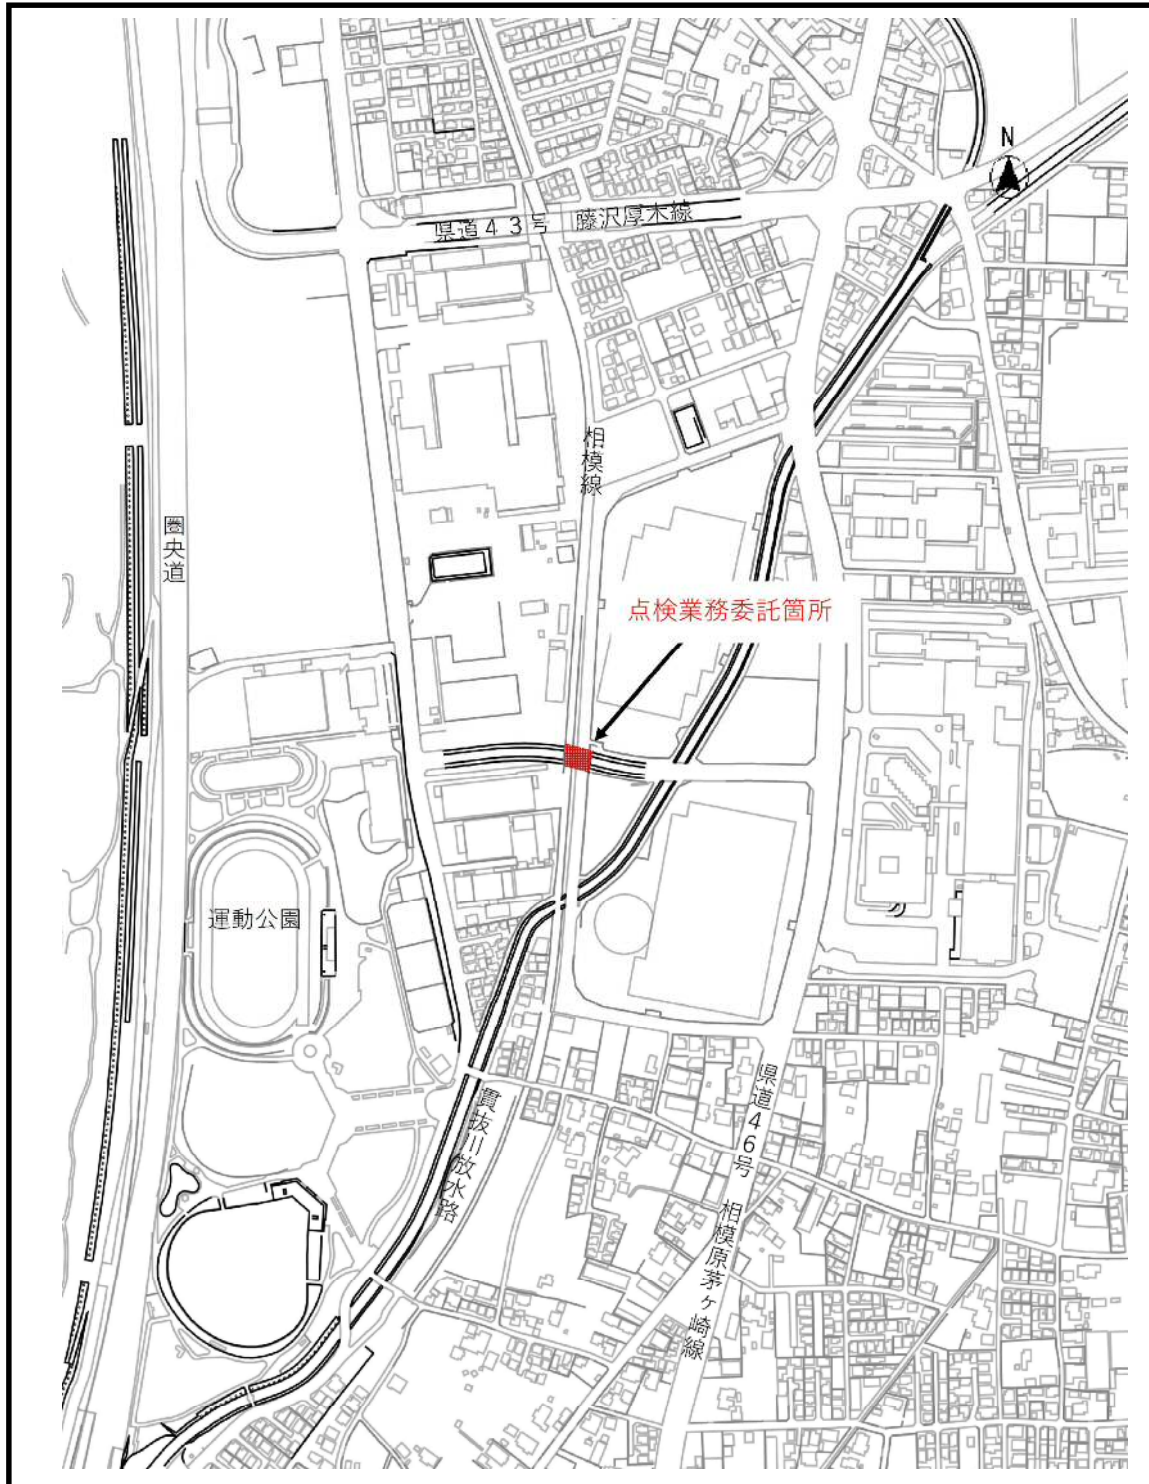 N
県道43号 藤沢厚木線
相模線
圏央道
点検業務委託箇所
運動公園
県道46号 相模原茅ヶ崎線
貫抜川放水路